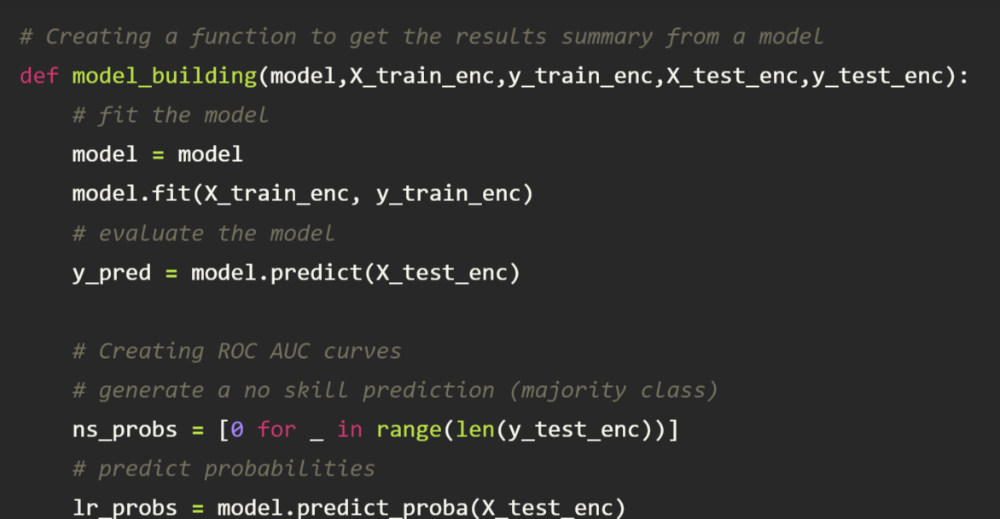 # Creating a function to get the results summary from a model
def model_building(model,X_train_enc,y_train_enc,X_test_enc,y_test_enc):
    # fit the model
    model = model
    model.fit(X_train_enc, y_train_enc)
    # evaluate the model
    y_pred = model.predict(X_test_enc)

    # Creating ROC AUC curves
    # generate a no skill prediction (majority class)
    ns_probs = [0 for _ in range(len(y_test_enc))]
    # predict probabilities
    lr_probs = model.predict_proba(X_test_enc)